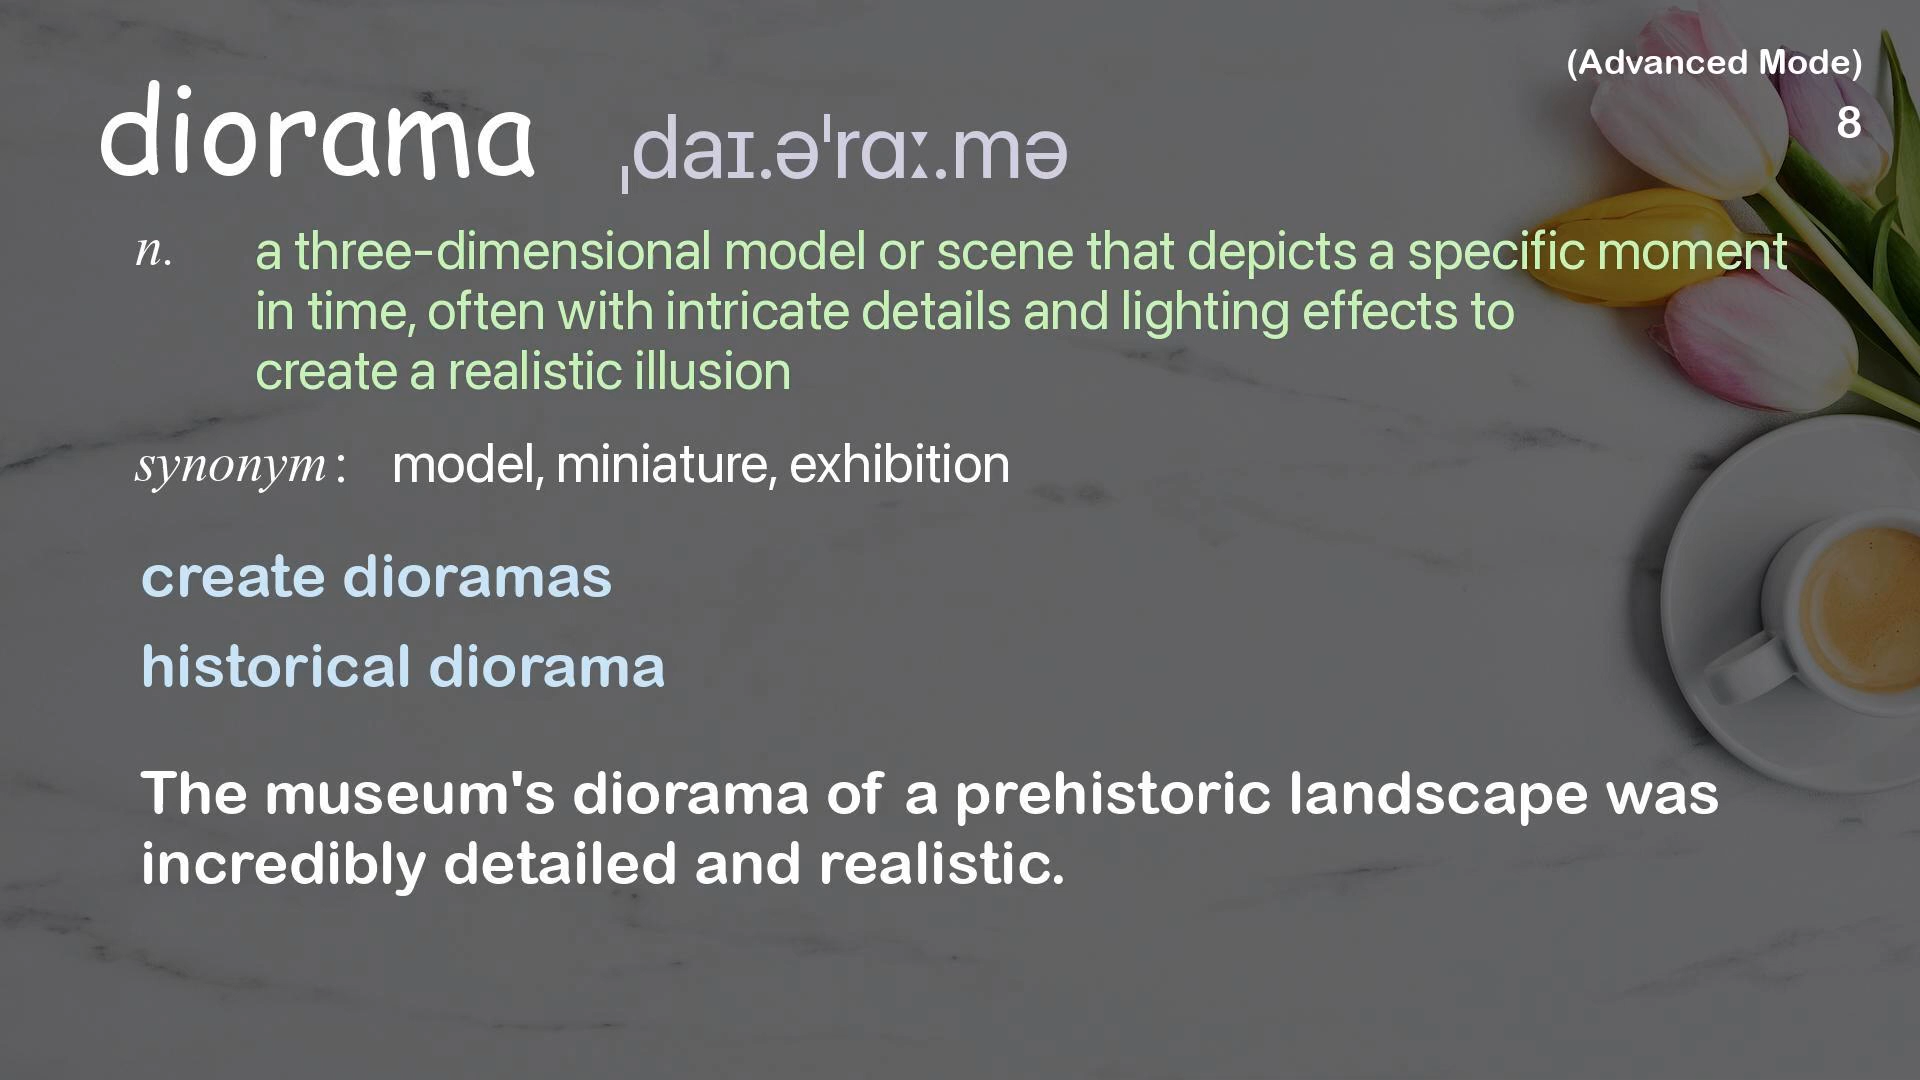 (Advanced Mode)
8
diorama ˌdaɪ.əˈrɑː.mə
n. a three-dimensional model or scene that depicts a specific moment
in time, often with intricate details and lighting effects to
create a realistic illusion
synonym: model, miniature, exhibition
create dioramas
historical diorama
The museum's diorama of a prehistoric landscape was
incredibly detailed and realistic.